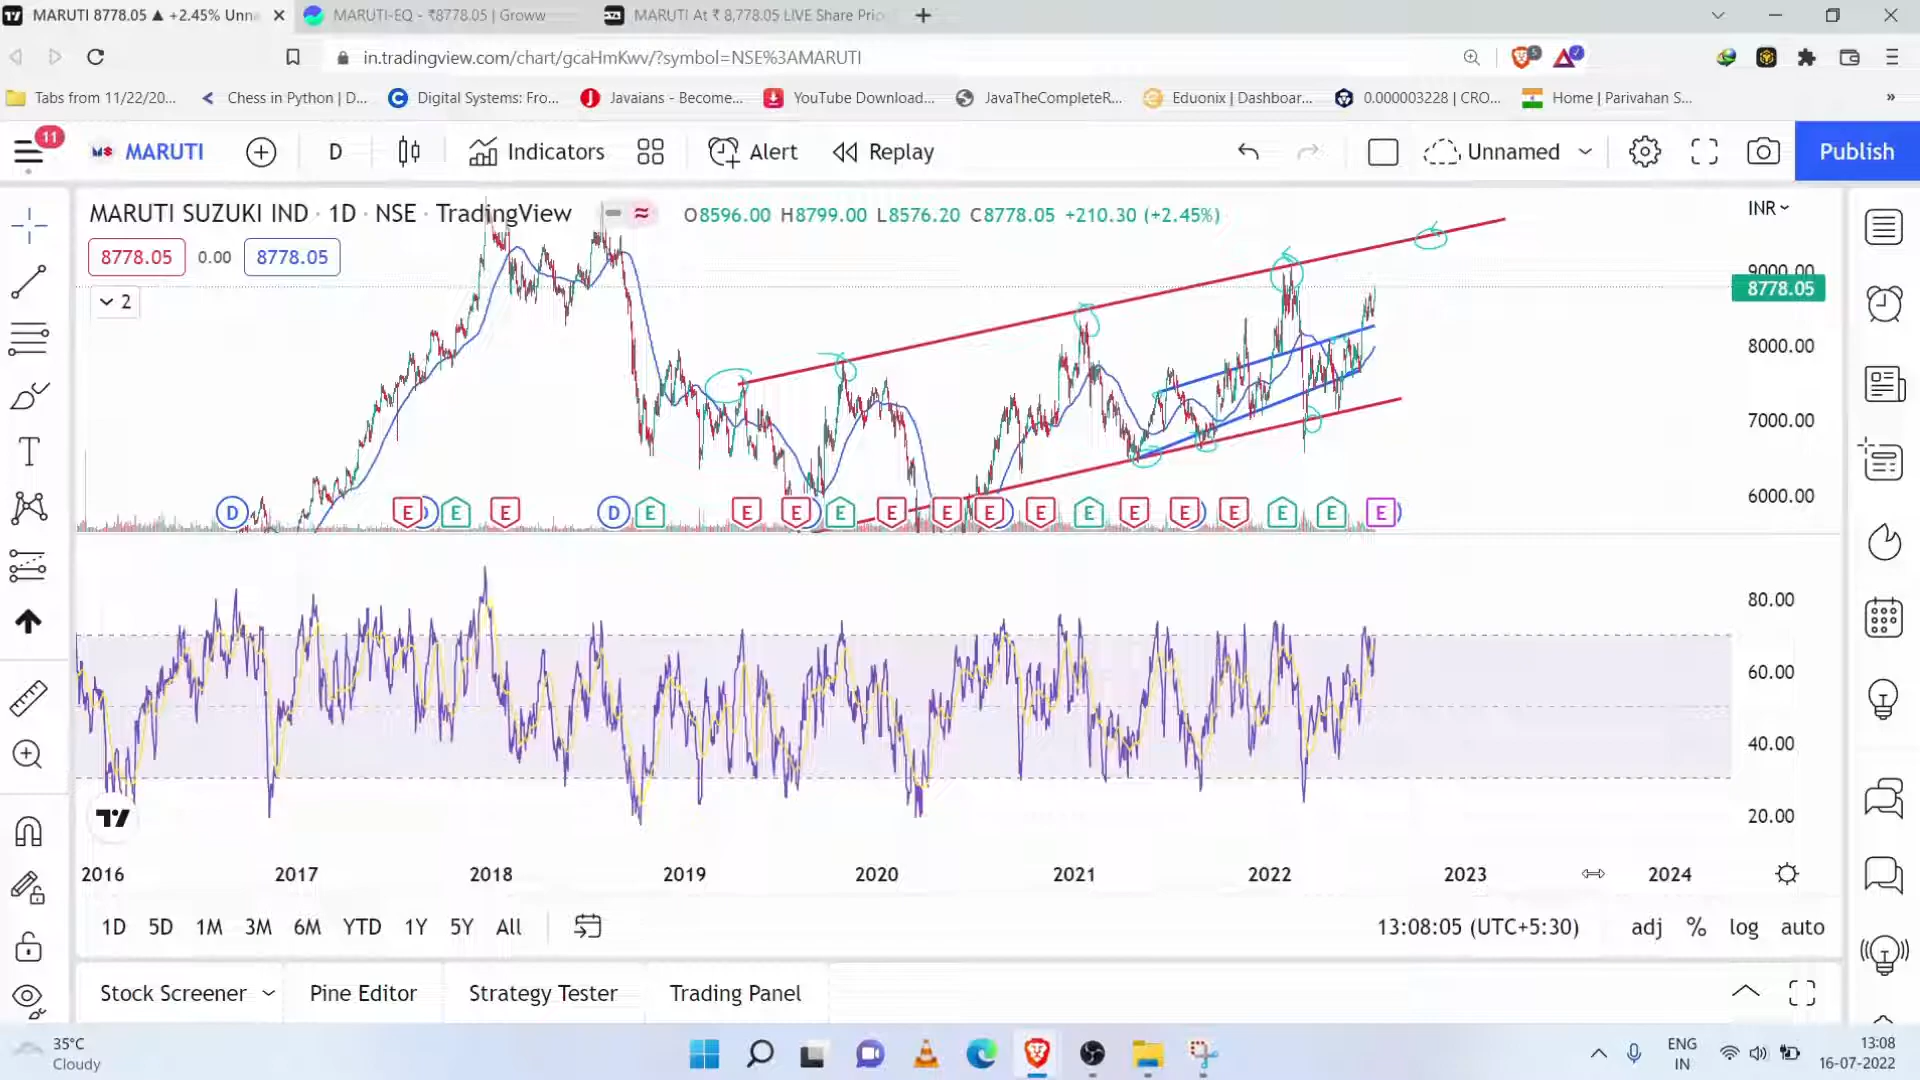 MARUTI 8778.05 ▲ +2.45% Unn
MARUTI-EQ - ₹8778.05 | Groww
MARUTI At ₹ 8,778.05 LIVE Share Pric
in.tradingview.com/chart/gcaHmKwv/?symbol=NSE%3AMARUTI
5
Tabs from 11/22/20...
Chess in Python | D...
Digital Systems: Fro...
Javaians - Become...
YouTube Download...
JavaTheCompleteR...
Eduonix | Dashboar...
0.000003228 | CRO...
Home | Parivahan S...
»
11
MARUTI
D
Indicators
Alert
Replay
Unnamed
Publish
MARUTI SUZUKI IND · 1D · NSE · TradingView
O8596.00 H8799.00 L8576.20 C8778.05 +210.30 (+2.45%)
INR
8778.05
0.00
8778.05
2
9000.00
8778.05
8000.00
7000.00
6000.00
D E E E D E E E E E E E E E E E E E E E
80.00
60.00
40.00
20.00
2016 2017 2018 2019 2020 2021 2022 2023 2024
1D 5D 1M 3M 6M YTD 1Y 5Y All
13:08:05 (UTC+5:30)
adj % log auto
Stock Screener
Pine Editor
Strategy Tester
Trading Panel
35°C
Cloudy
ENG
IN
13:08
16-07-2022